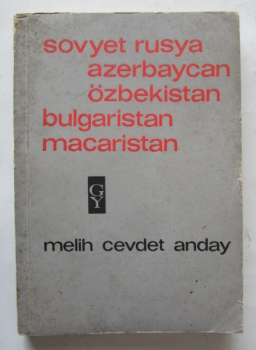 sovyet rusya
azerbaycan
özbekistan
bulgaristan
macaristan
GY
melih cevdet anday